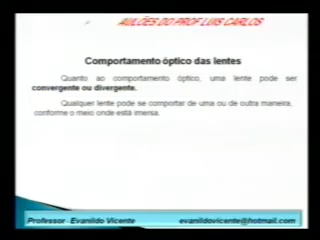 AULÕES DO PROF LUIS CARLOS
Comportamento óptico das lentes
Quanto ao comportamento óptico, uma lente pode ser
convergente ou divergente.
Qualquer lente pode se comportar de uma ou de outra maneira,
conforme o meio onde está imersa.
Professor - Evanildo Vicente evanildovicente@hotmail.com